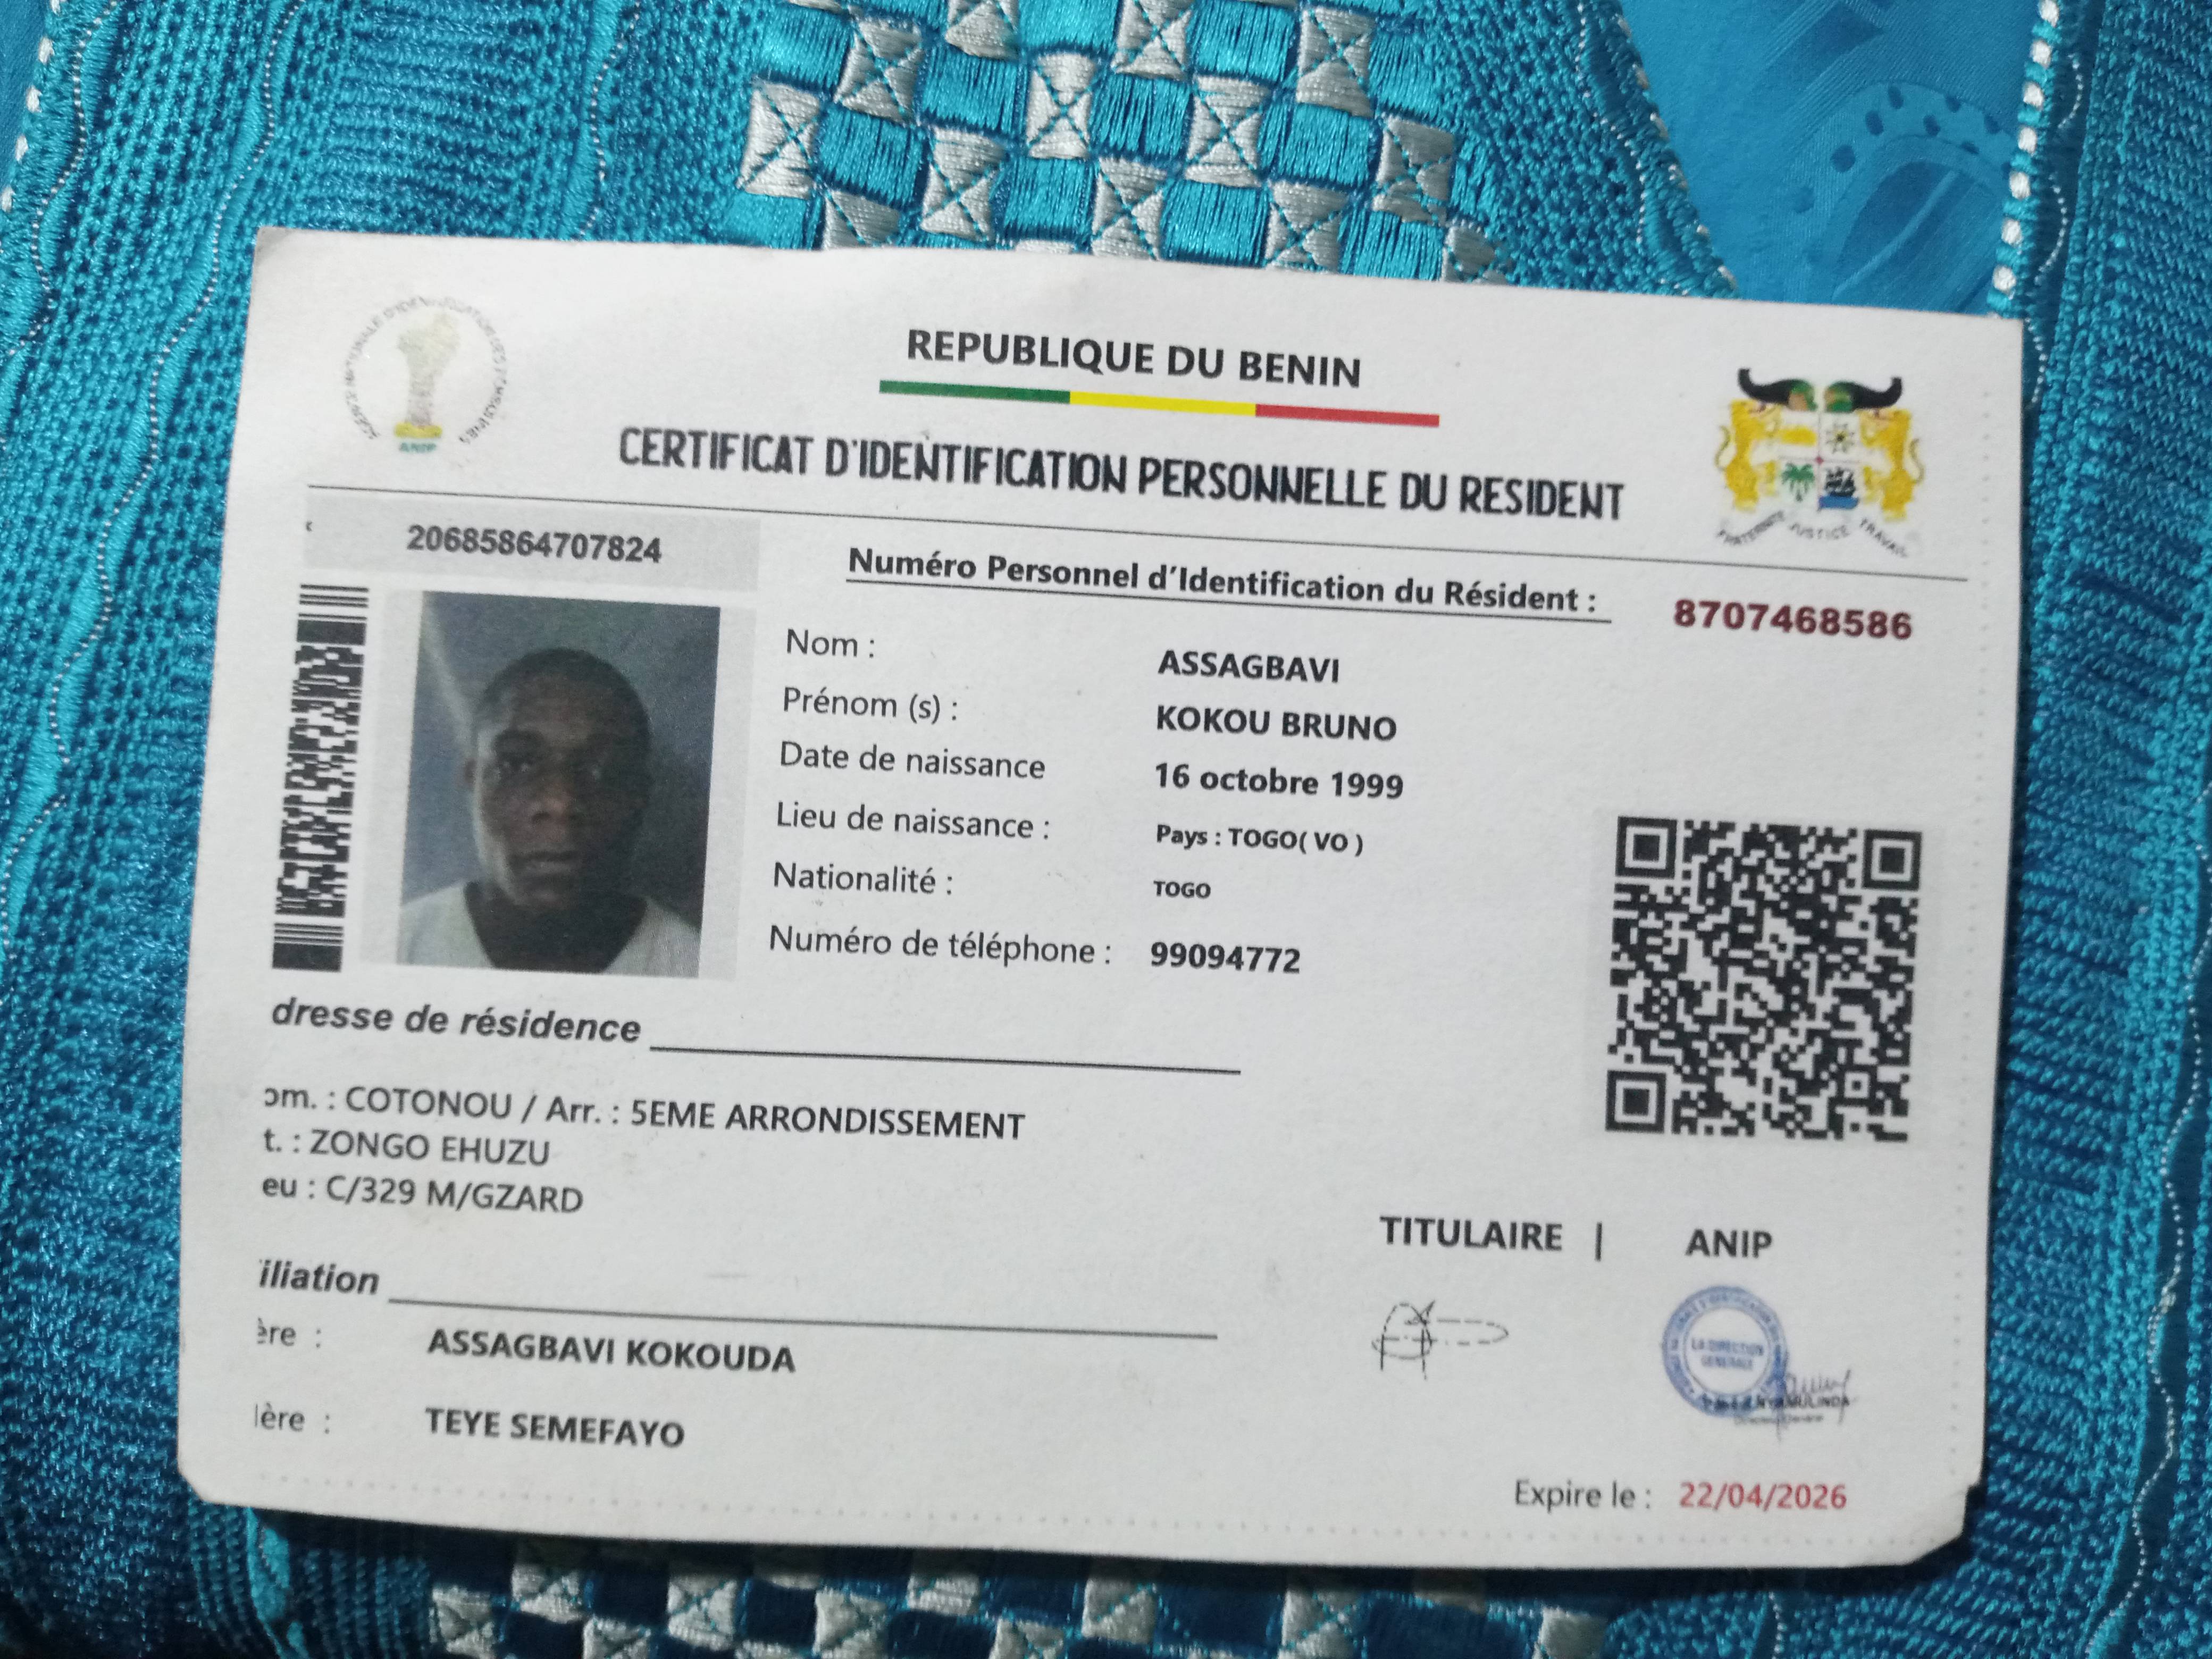 REPUBLIQUE DU BENIN
CERTIFICAT D'IDENTIFICATION PERSONNELLE DU RESIDENT
ANIP
FRATERNITE JUSTICE TRAVAIL
20685864707824
Numéro Personnel d'Identification du Résident : 8707468586
Nom : ASSAGBAVI
Prénom (s) : KOKOU BRUNO
Date de naissance 16 octobre 1999
Lieu de naissance : Pays : TOGO( VO )
Nationalité : TOGO
Numéro de téléphone : 99094772
dresse de résidence
om. : COTONOU / Arr. : 5EME ARRONDISSEMENT
t. : ZONGO EHUZU
eu : C/329 M/GZARD
TITULAIRE | ANIP
iliation
ère : ASSAGBAVI KOKOUDA
LA DIRECTION
GENERALE
ère : TEYE SEMEFAYO
Expire le : 22/04/2026